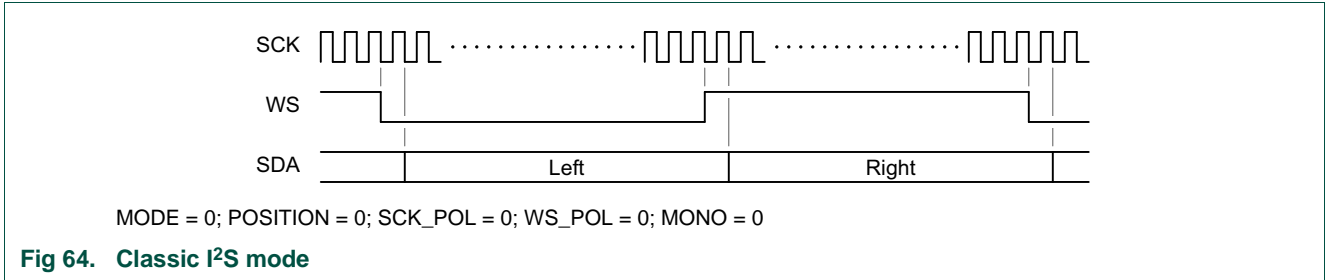 SCK
WS
SDA Left Right
MODE = 0; POSITION = 0; SCK_POL = 0; WS_POL = 0; MONO = 0
Fig 64. Classic I²S mode